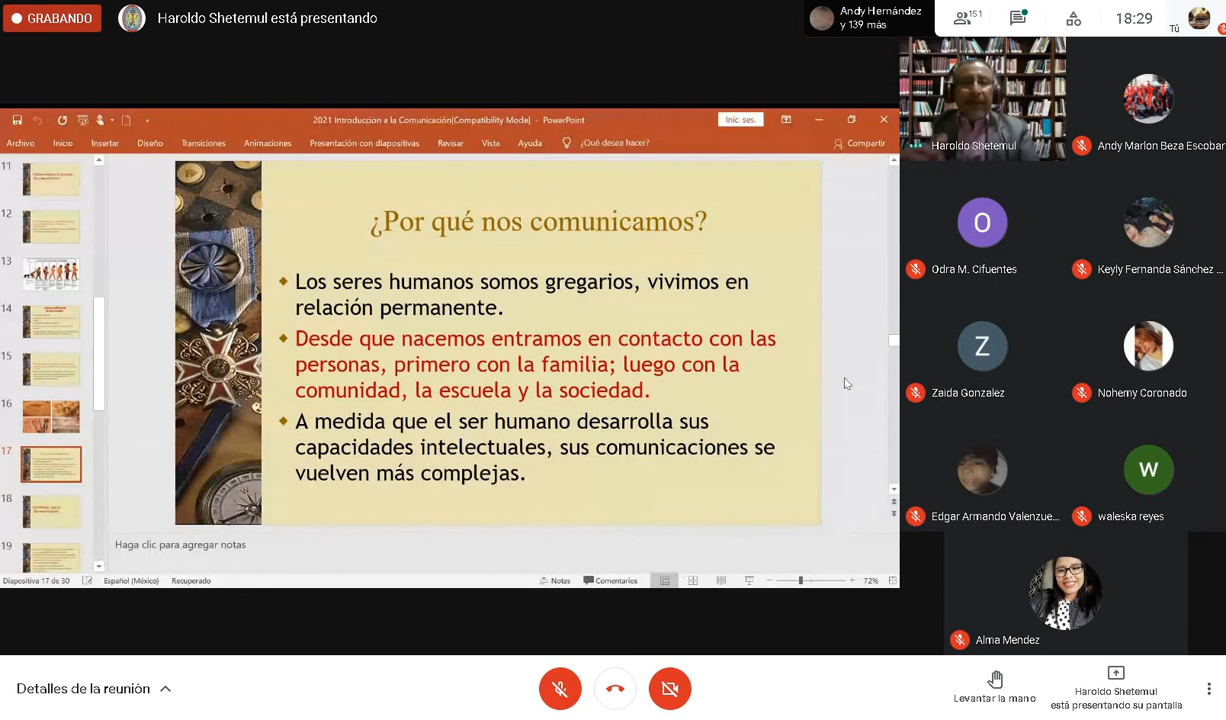 GRABANDO
Haroldo Shetemul está presentando
Andy Hernández
y 139 más
151
18:29
Tú
2021 Introduccion a la Comunicación[Compatibility Mode] - PowerPoint
Inic. ses.
Archivo Inicio Insertar Diseño Transiciones Animaciones Presentación con diapositivas Revisar Vista Ayuda ¿Qué desea hacer? Compartir
11
12
13
14
15
16
17
18
19
¿Por qué nos comunicamos?
Los seres humanos somos gregarios, vivimos en
relación permanente.
Desde que nacemos entramos en contacto con las
personas, primero con la familia; luego con la
comunidad, la escuela y la sociedad.
A medida que el ser humano desarrolla sus
capacidades intelectuales, sus comunicaciones se
vuelven más complejas.
Haga clic para agregar notas
Diapositiva 17 de 30 Español (México) Recuperado Notas Comentarios 72%
Haroldo Shetemul
Andy Marlon Beza Escobar
O
Odra M. Cifuentes
Keyly Fernanda Sánchez ...
Z
Zaida Gonzalez
Nohemy Coronado
Edgar Armando Valenzue...
W
waleska reyes
Alma Mendez
Detalles de la reunión
Levantar la mano
Haroldo Shetemul
está presentando su pantalla